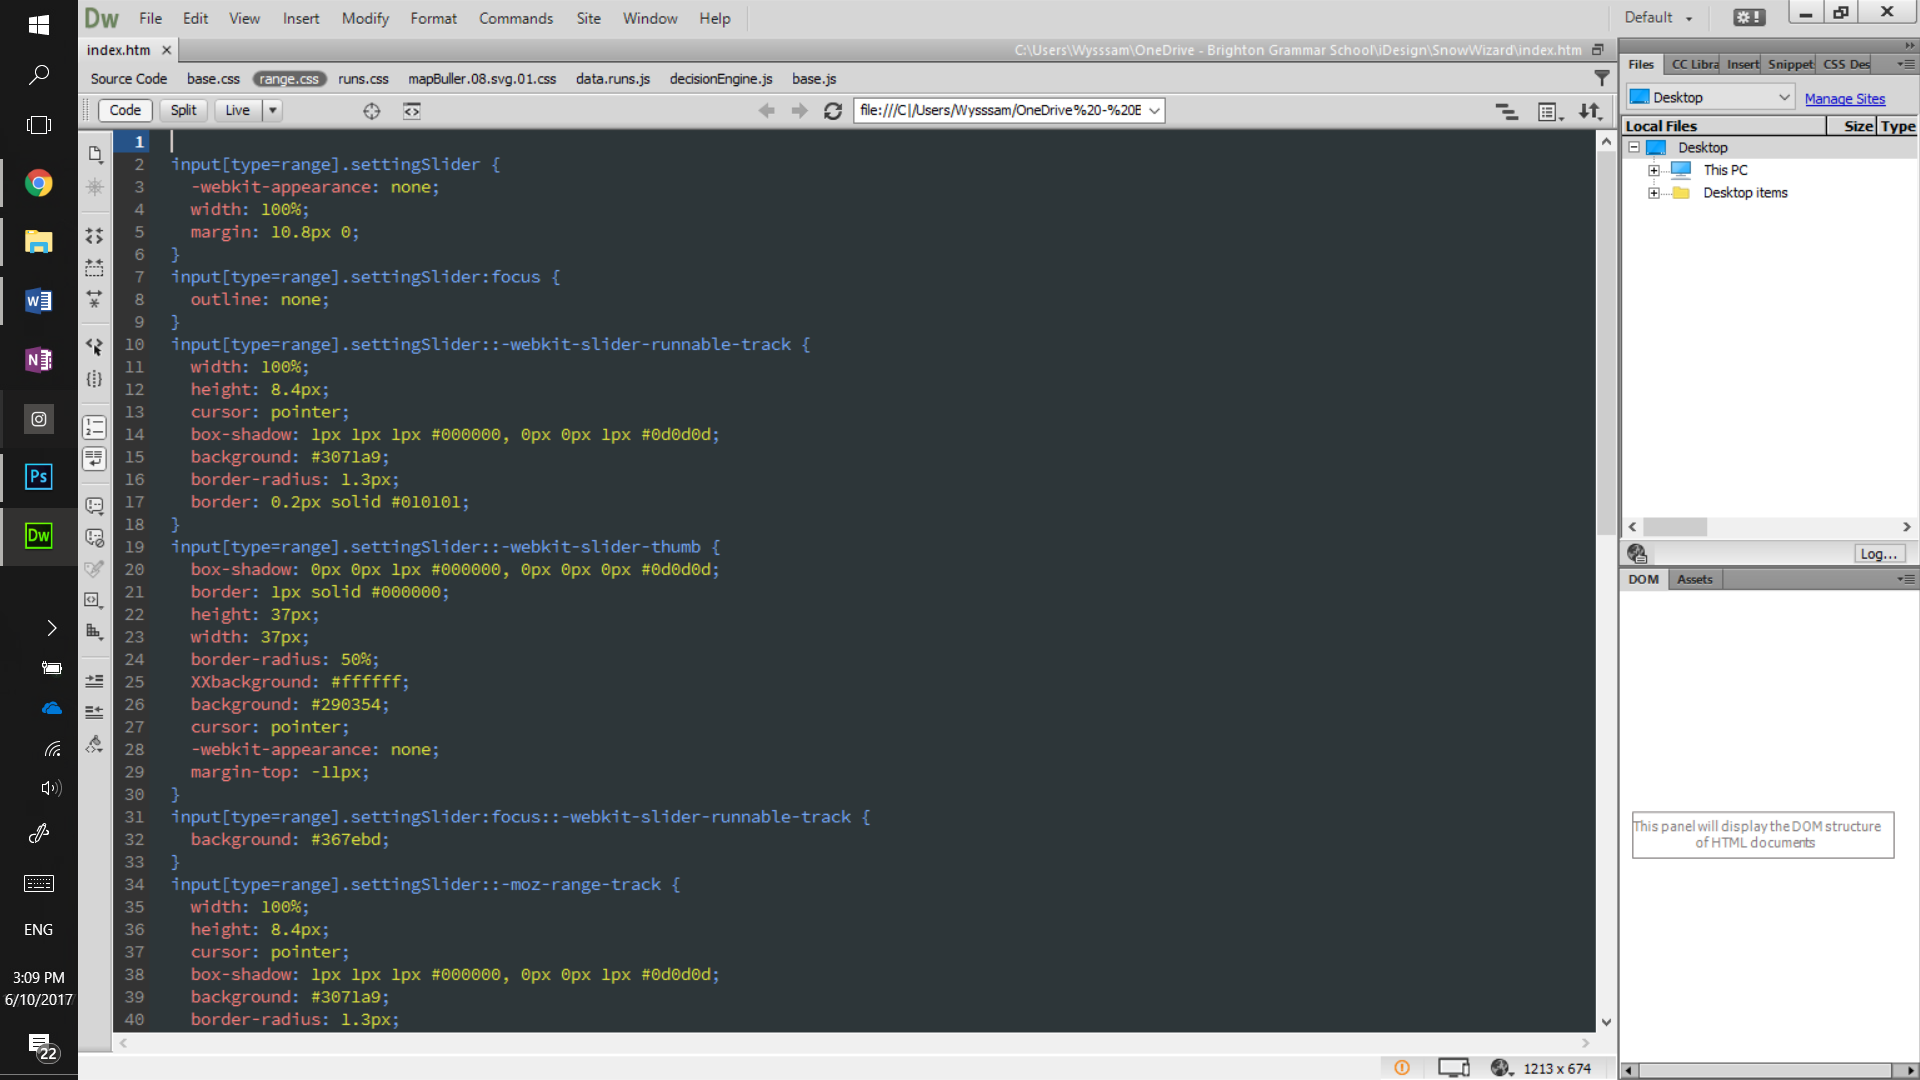 Dw File Edit View Insert Modify Format Commands Site Window Help Default
index.htm C:\Users\Wysssam\OneDrive - Brighton Grammar School\iDesign\SnowWizard\index.htm
Source Code base.css range.css runs.css mapBuller.08.svg.01.css data.runs.js decisionEngine.js base.js
Code Split Live file:///C|/Users/Wysssam/OneDrive%20-%20E
1
2 input[type=range].settingSlider {
3 -webkit-appearance: none;
4 width: 100%;
5 margin: 10.8px 0;
6 }
7 input[type=range].settingSlider:focus {
8 outline: none;
9 }
10 input[type=range].settingSlider::-webkit-slider-runnable-track {
11 width: 100%;
12 height: 8.4px;
13 cursor: pointer;
14 box-shadow: 1px 1px 1px #000000, 0px 0px 1px #0d0d0d;
15 background: #3071a9;
16 border-radius: 1.3px;
17 border: 0.2px solid #010101;
18 }
19 input[type=range].settingSlider::-webkit-slider-thumb {
20 box-shadow: 0px 0px 1px #000000, 0px 0px 0px #0d0d0d;
21 border: 1px solid #000000;
22 height: 37px;
23 width: 37px;
24 border-radius: 50%;
25 XXbackground: #ffffff;
26 background: #290354;
27 cursor: pointer;
28 -webkit-appearance: none;
29 margin-top: -11px;
30 }
31 input[type=range].settingSlider:focus::-webkit-slider-runnable-track {
32 background: #367ebd;
33 }
34 input[type=range].settingSlider::-moz-range-track {
35 width: 100%;
36 height: 8.4px;
37 cursor: pointer;
38 box-shadow: 1px 1px 1px #000000, 0px 0px 1px #0d0d0d;
39 background: #3071a9;
40 border-radius: 1.3px;
1213 x 674
Files CC Libra Insert Snippet CSS Des
Desktop Manage Sites
Local Files Size Type
Desktop
This PC
Desktop items
Log...
DOM Assets
This panel will display the DOM structure
of HTML documents
W
N
Ps
Dw
ENG
3:09 PM
6/10/2017
22